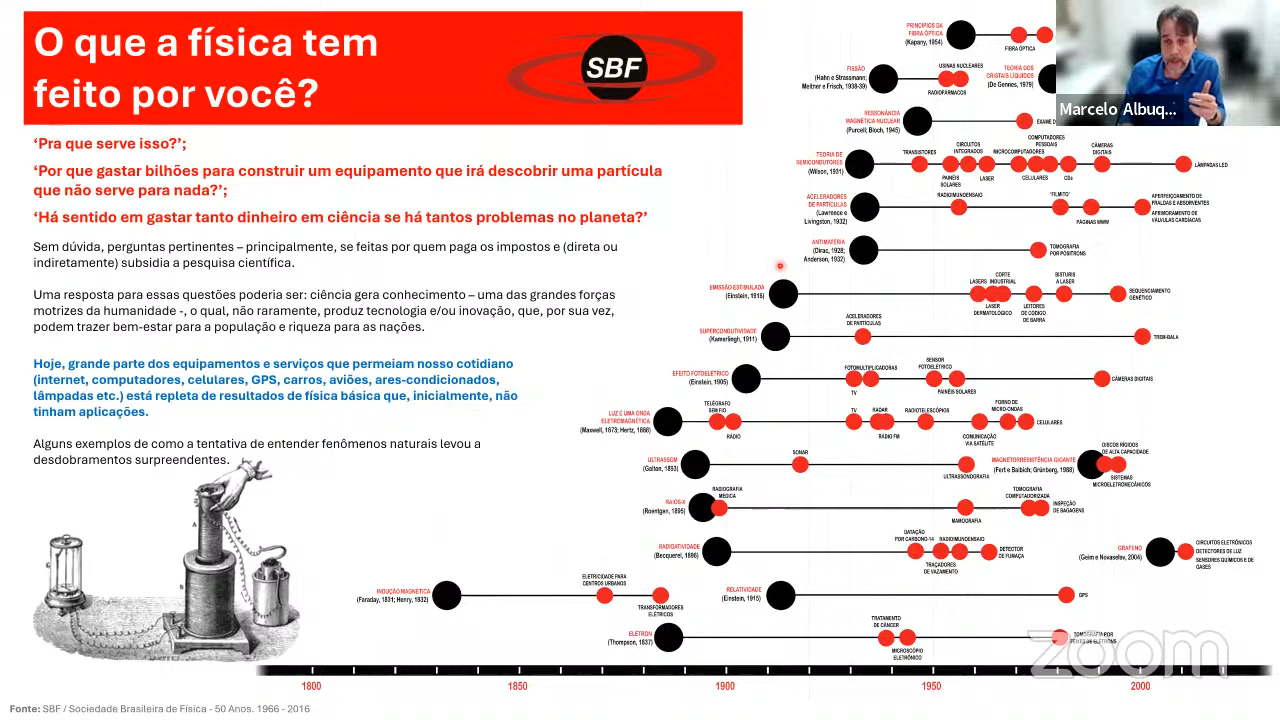 O que a física tem
feito por você?
SBF
‘Pra que serve isso?’;
‘Por que gastar bilhões para construir um equipamento que irá descobrir uma partícula
que não serve para nada?’;
‘Há sentido em gastar tanto dinheiro em ciência se há tantos problemas no planeta?’
Sem dúvida, perguntas pertinentes – principalmente, se feitas por quem paga os impostos e (direta ou
indiretamente) subsidia a pesquisa científica.
Uma resposta para essas questões poderia ser: ciência gera conhecimento – uma das grandes forças
motrizes da humanidade -, o qual, não raramente, produz tecnologia e/ou inovação, que, por sua vez,
podem trazer bem-estar para a população e riqueza para as nações.
Hoje, grande parte dos equipamentos e serviços que permeiam nosso cotidiano
(internet, computadores, celulares, GPS, carros, aviões, ares-condicionados,
lâmpadas etc.) está repleta de resultados de física básica que, inicialmente, não
tinham aplicações.
Alguns exemplos de como a tentativa de entender fenômenos naturais levou a
desdobramentos surpreendentes.
PRINCÍPIOS DA
FIBRA ÓPTICA
(Kapany, 1954)
FIBRA ÓPTICA
Marcelo Albuq...
FISSÃO
(Hahn e Strassmann;
Meitner e Frisch, 1938-39)
USINAS NUCLEARES
RADIOFÁRMACOS
TEORIA DOS
CRISTAIS LÍQUIDOS
(De Gennes, 1979)
RESSONÂNCIA
MAGNÉTICA NUCLEAR
(Purcell; Bloch, 1945)
EXAME D
TEORIA DE
SEMICONDUTORES
(Wilson, 1931)
TRANSISTORES
PAINÉIS
SOLARES
CIRCUITOS
INTEGRADOS
LASER
MICROCOMPUTADORES
COMPUTADORES
PESSOAIS
CELULARES
CDs
CÂMERAS
DIGITAIS
LÂMPADAS LED
ACELERADORES
DE PARTÍCULAS
(Lawrence e
Livingston, 1932)
RADIOIMUNOENSAIO
'FILMITO'
PÁGINAS WWW
APERFEIÇOAMENTO DE
FRALDAS E ABSORVENTES
APRIMORAMENTO DE
VÁLVULAS CARDÍACAS
ANTIMATÉRIA
(Dirac, 1928;
Anderson, 1932)
TOMOGRAFIA
POR PÓSITRONS
EMISSÃO ESTIMULADA
(Einstein, 1916)
LASERS
CORTE
INDUSTRIAL
LASER
DERMATOLÓGICO
LEITORES
DE CÓDIGO
DE BARRA
BISTURIS
A LASER
SEQUENCIAMENTO
GENÉTICO
SUPERCONDUTIVIDADE
(Kamerlingh, 1911)
ACELERADORES
DE PARTÍCULAS
TREM-BALA
EFEITO FOTOELÉTRICO
(Einstein, 1905)
FOTOMULTIPLICADORAS
TV
SENSOR
FOTOELÉTRICO
PAINÉIS SOLARES
CÂMERAS DIGITAIS
LUZ É UMA ONDA
ELETROMAGNÉTICA
(Maxwell, 1873; Hertz, 1888)
TELÉGRAFO
SEM FIO
RÁDIO
TV
RADAR
RÁDIO FM
RADIOTELESCÓPIOS
COMUNICAÇÃO
VIA SATÉLITE
FORNO DE
MICRO-ONDAS
CELULARES
ULTRASSOM
(Galton, 1893)
SONAR
ULTRASSONOGRAFIA
MAGNETORRESISTÊNCIA GIGANTE
(Fert e Baibich; Grünberg, 1988)
DISCOS RÍGIDOS
DE ALTA CAPACIDADE
SISTEMAS
MICROELETROMECÂNICOS
RAIOS-X
(Roentgen, 1895)
RADIOGRAFIA
MÉDICA
MAMOGRAFIA
TOMOGRAFIA
COMPUTADORIZADA
INSPEÇÃO
DE BAGAGENS
RADIOATIVIDADE
(Becquerel, 1896)
DATAÇÃO
POR CARBONO-14
TRAÇADORES
DE VAZAMENTO
RADIOIMUNOENSAIO
DETECTOR
DE FUMAÇA
GRAFENO
(Geim e Novaselov, 2004)
CIRCUITOS ELETRÔNICOS
DETECTORES DE LUZ
SENSORES QUÍMICOS E DE
GASES
INDUÇÃO MAGNÉTICA
(Faraday, 1831; Henry, 1832)
ELETRICIDADE PARA
CENTROS URBANOS
TRANSFORMADORES
ELÉTRICOS
RELATIVIDADE
(Einstein, 1915)
GPS
ELÉTRON
(Thompson, 1837)
TRATAMENTO
DE CÂNCER
MICROSCÓPIO
ELETRÔNICO
TOMOGRAFIA POR
FEIXES DE ELÉTRONS
zoom
1800
1850
1900
1950
2000
Fonte: SBF / Sociedade Brasileira de Física - 50 Anos. 1966 - 2016